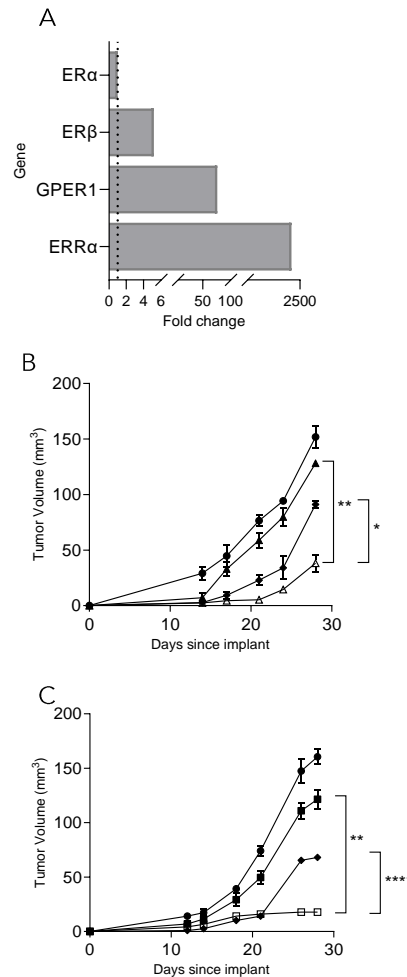 A
Gene
ERα
ERβ
GPER1
ERRα
0 2 4 6 50 100 2500
Fold change
B
Tumor Volume (mm3)
200
150
100
50
0
**
*
0 10 20 30
Days since implant
C
Tumor Volume (mm3)
200
150
100
50
0
**
***
0 10 20 30
Days since implant